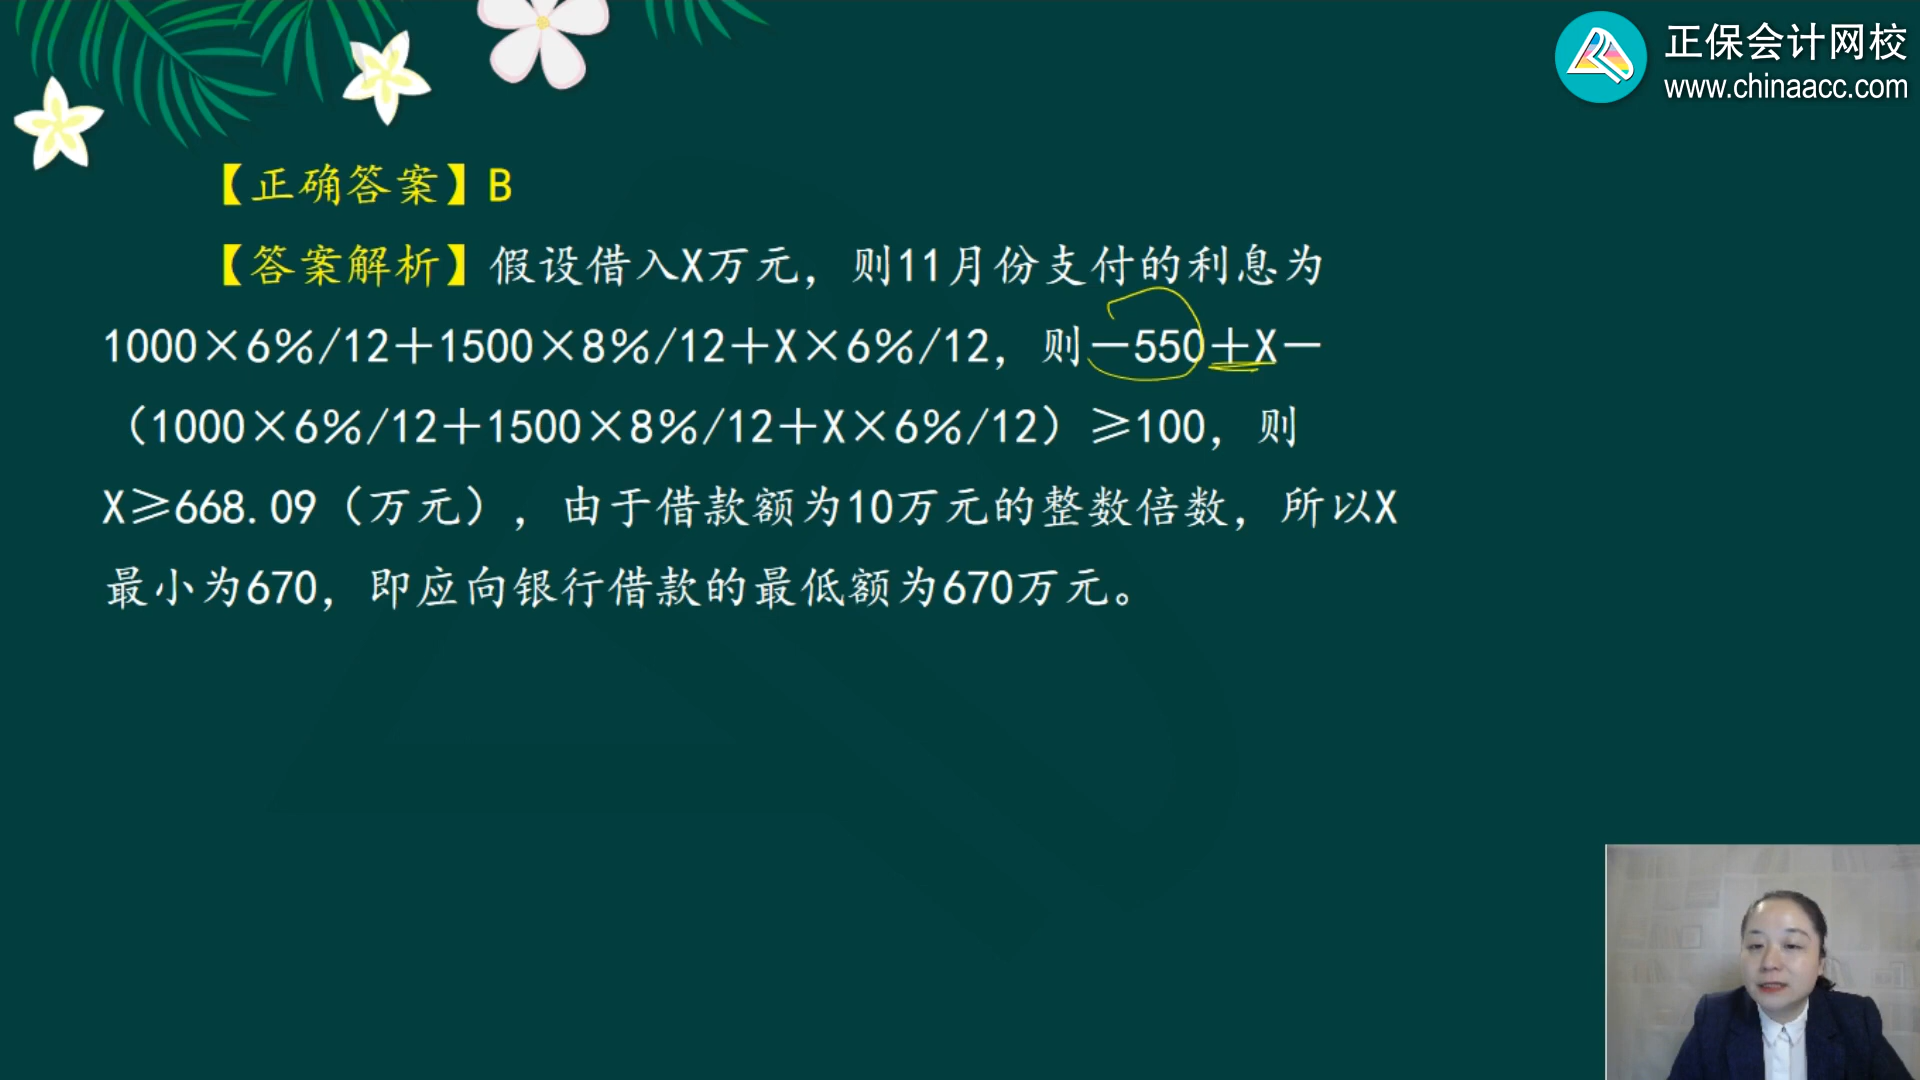 正保会计网校
www.chinaacc.com
【正确答案】B
【答案解析】假设借入X万元，则11月份支付的利息为
1000×6%/12＋1500×8%/12＋X×6%/12，则－550＋X－
（1000×6%/12＋1500×8%/12＋X×6%/12）≥100，则
X≥668.09（万元），由于借款额为10万元的整数倍数，所以X
最小为670，即应向银行借款的最低额为670万元。